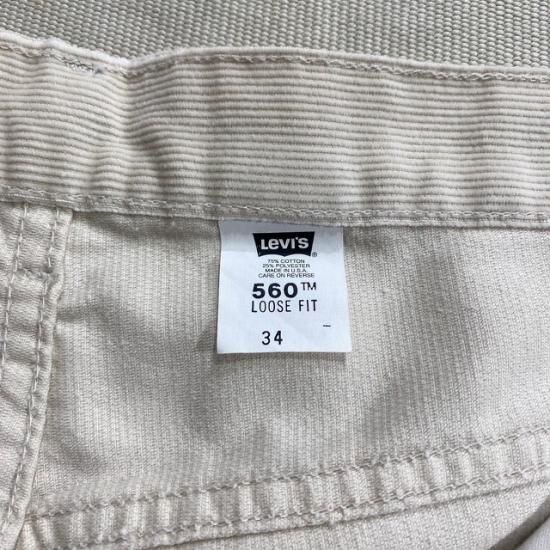 LEVI'S ®
75% COTTON
25% POLYESTER
MADE IN U.S.A.
CARE ON REVERSE
560™
LOOSE FIT
34 -